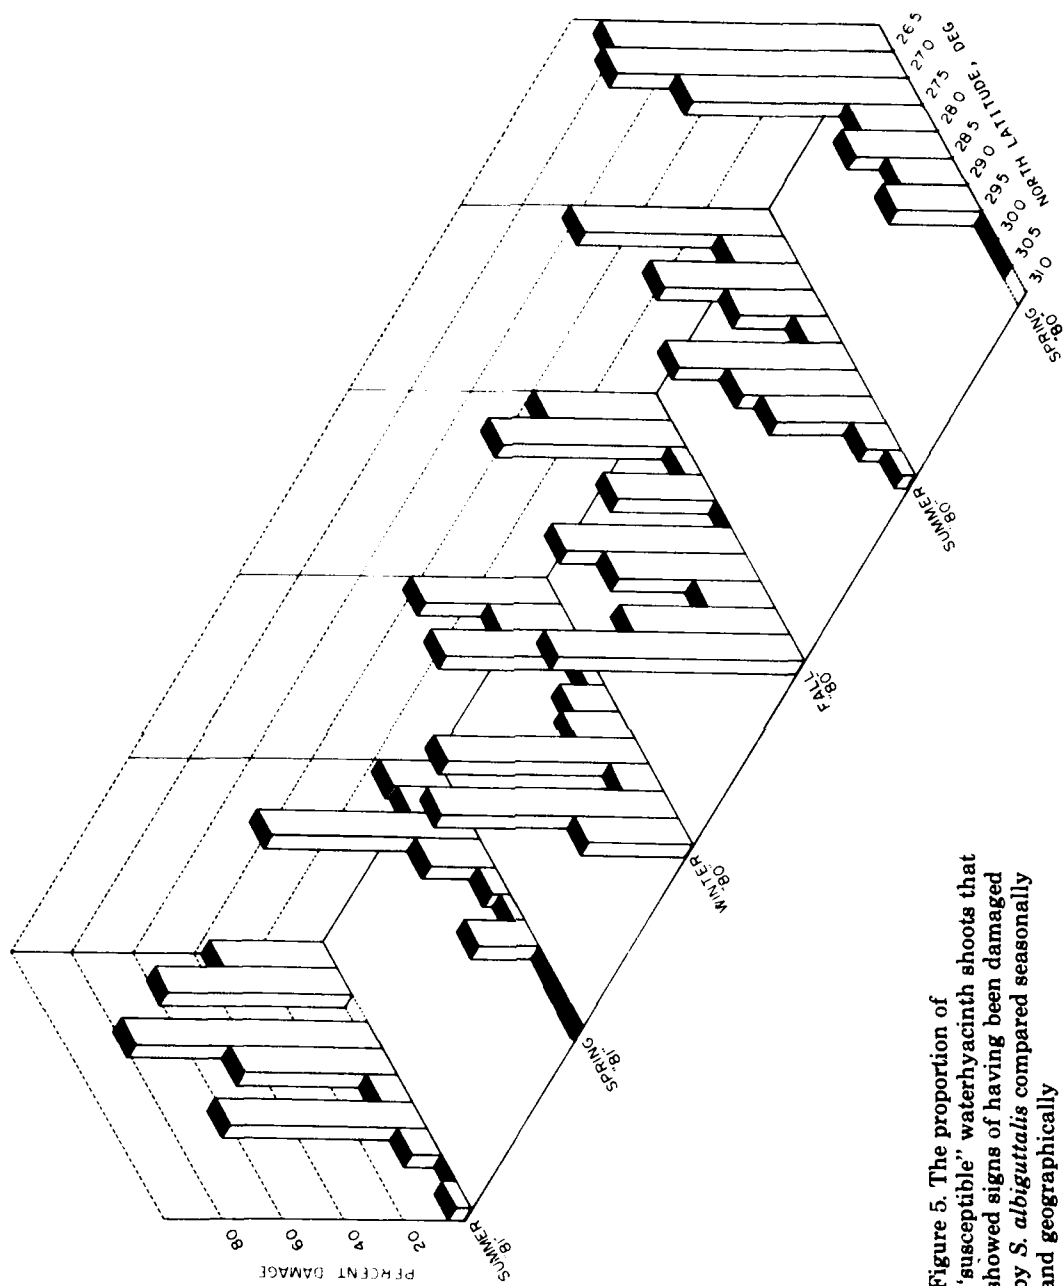 PERCENT DAMAGE
80
60
40
20
SUMMER
"81"
SPRING
"81"
WINTER
"80"
FALL
"80"
SUMMER
"80"
SPRING
"80"
26 5
27 0
27 5
28 0
28 5
29 0
29 5
30 0
30 5
31 0
NORTH LATITUDE, DEG
Figure 5. The proportion of
"susceptible" waterhyacinth shoots that
showed signs of having been damaged
by S. albiguttalis compared seasonally
and geographically